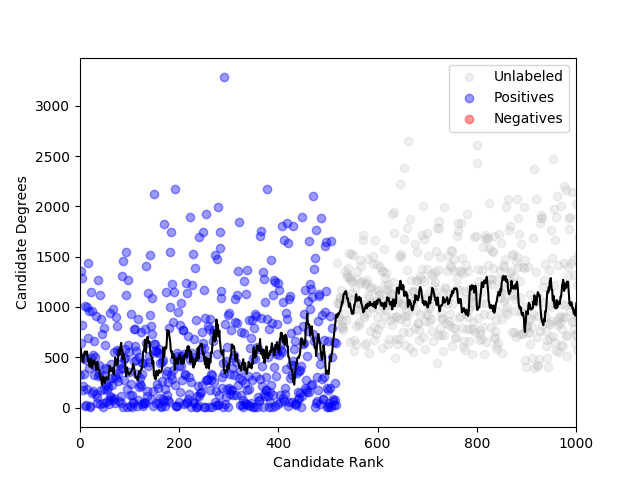 Unlabeled
Positives
Negatives
3000
2500
2000
1500
1000
500
0
Candidate Degrees
0 200 400 600 800 1000
Candidate Rank